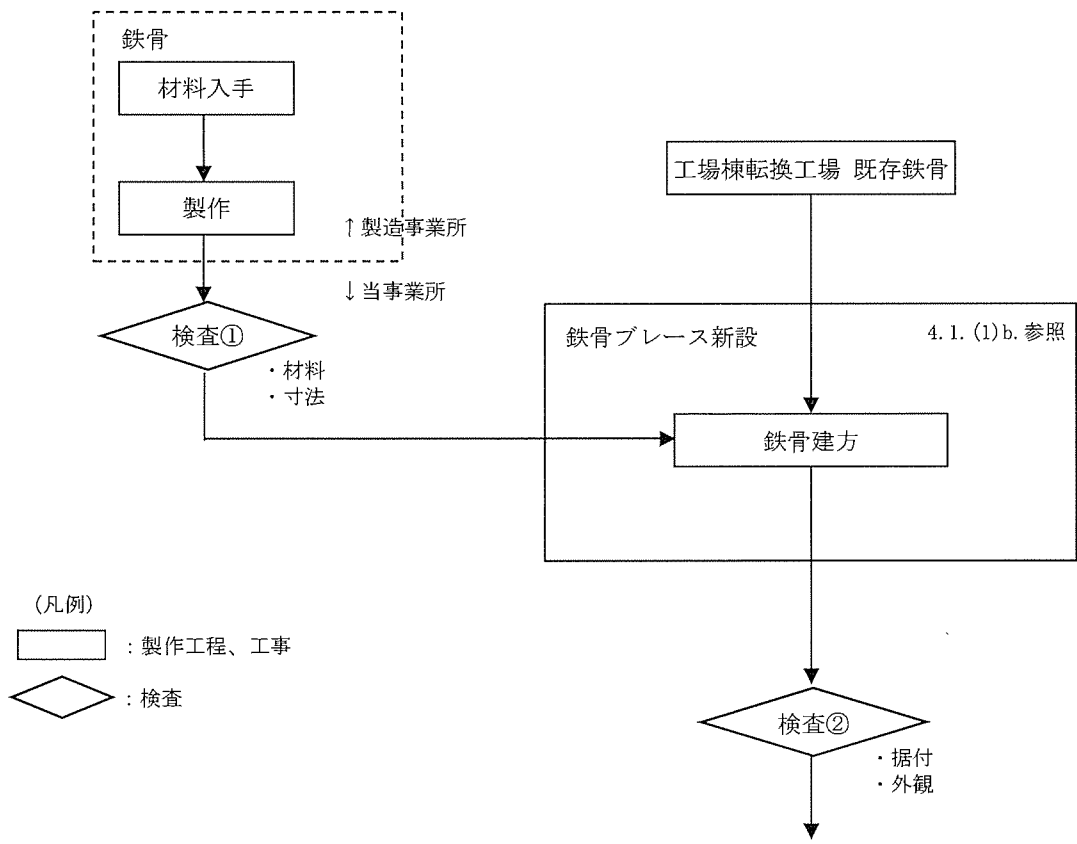 鉄骨
材料入手
製作
↑製造事業所
↓当事業所
検査①
・材料
・寸法
工場棟転換工場 既存鉄骨
鉄骨ブレース新設
4.1.(1)b.参照
鉄骨建方
検査②
・据付
・外観
(凡例)
：製作工程、工事
：検査